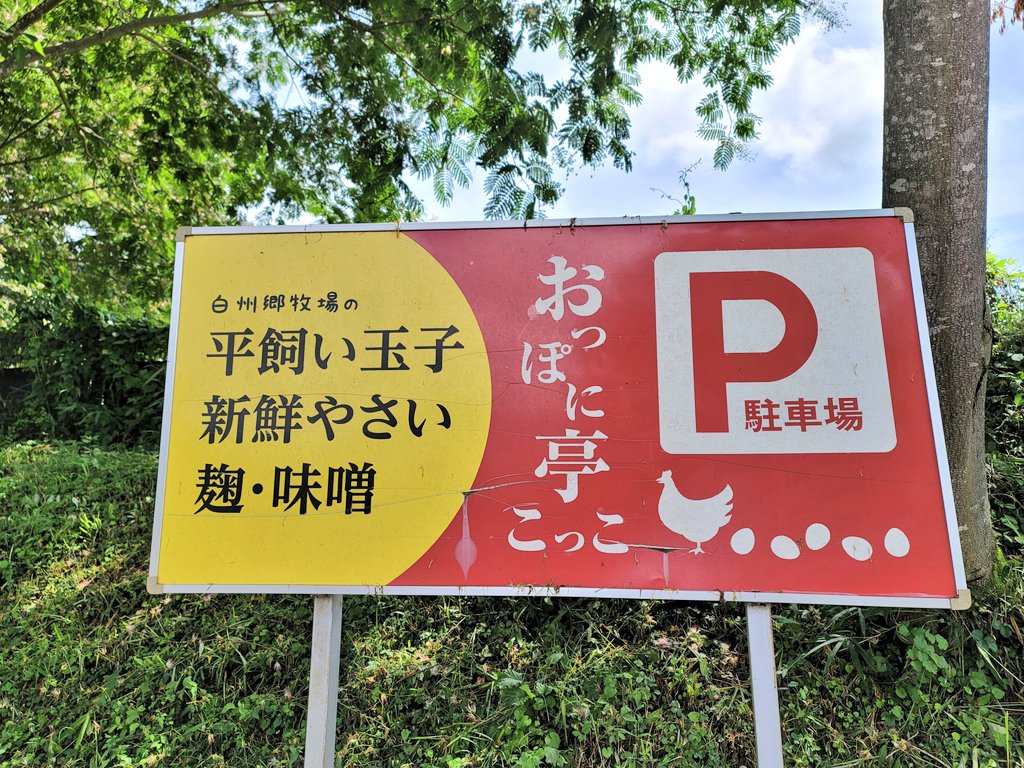 白州郷牧場の
平飼い玉子
新鮮やさい
麹・味噌
おっぽに亭
こっこ
P
駐車場